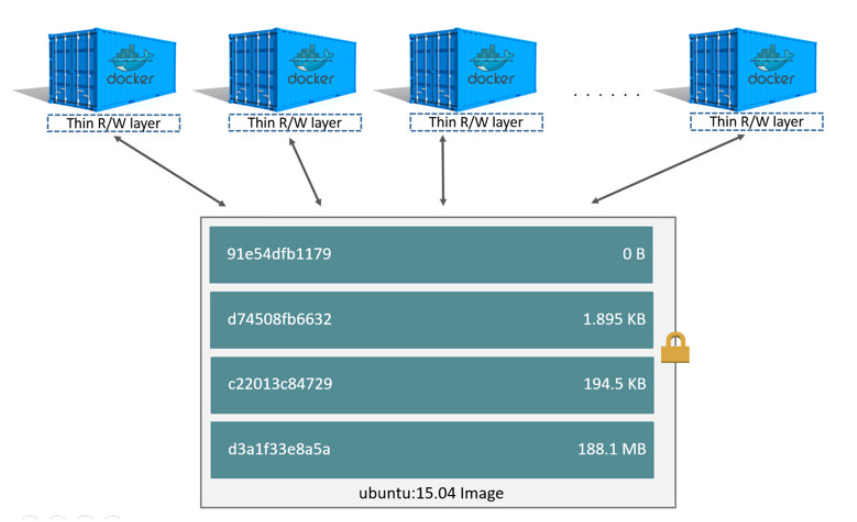 docker docker docker docker
Thin R/W layer Thin R/W layer Thin R/W layer ...... Thin R/W layer
91e54dfb1179 0 B
d74508fb6632 1.895 KB
c22013c84729 194.5 KB
d3a1f33e8a5a 188.1 MB
ubuntu:15.04 Image